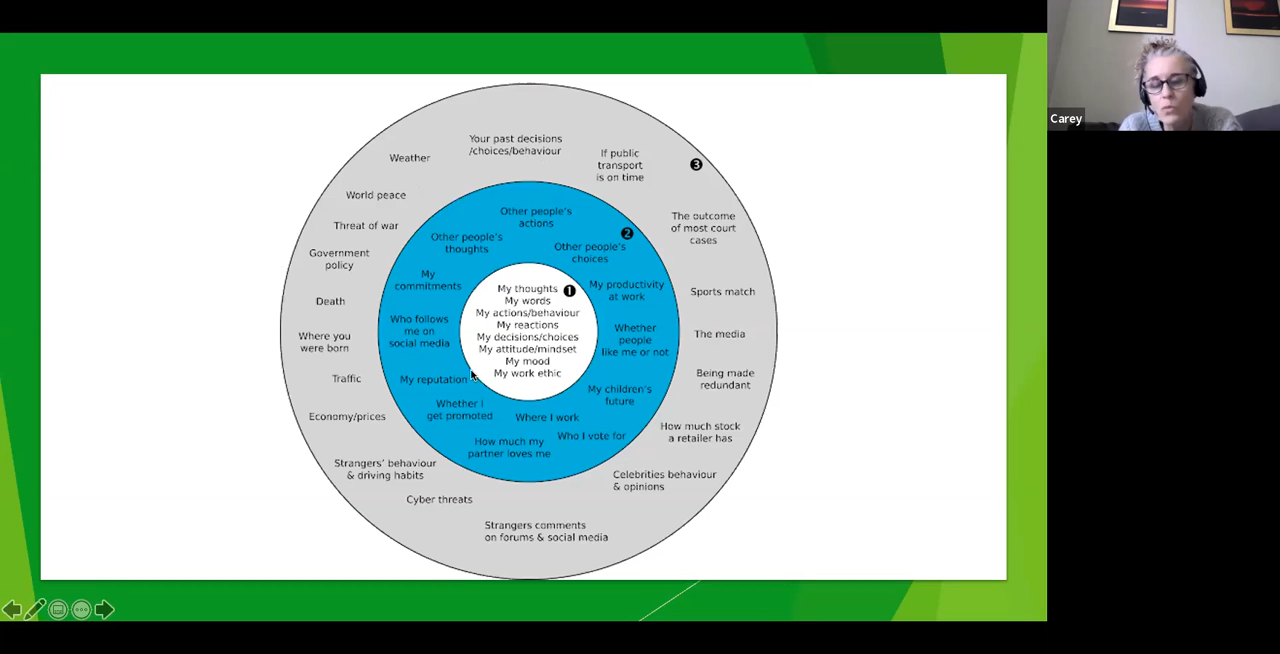 Your past decisions
/choices/behaviour
If public
transport
is on time
❸
Weather
World peace
Threat of war
Government
policy
Death
Where you
were born
Traffic
Economy/prices
Strangers’ behaviour
& driving habits
Cyber threats
Strangers comments
on forums & social media
Celebrities behaviour
& opinions
How much stock
a retailer has
Being made
redundant
The media
Sports match
The outcome
of most court
cases
Other people’s
actions
❷
Other people’s
thoughts
Other people’s
choices
My
commitments
My productivity
at work
Who follows
me on
social media
Whether
people
like me or not
My reputation
My children’s
future
Whether I
get promoted
Where I work
Who I vote for
How much my
partner loves me
My thoughts ❶
My words
My actions/behaviour
My reactions
My decisions/choices
My attitude/mindset
My mood
My work ethic
Carey